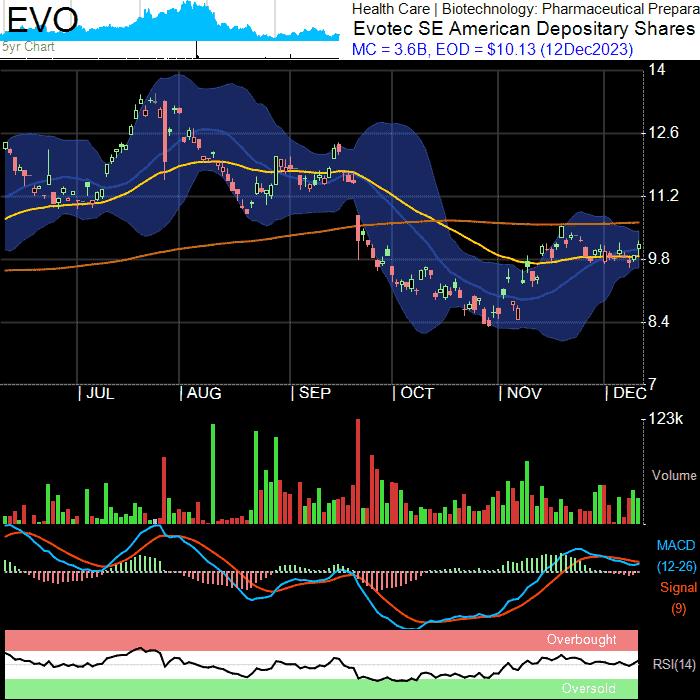 EVO
5yr Chart
Health Care | Biotechnology: Pharmaceutical Prepara
Evotec SE American Depositary Shares
MC = 3.6B, EOD = $10.13 (12Dec2023)
14
12.6
11.2
9.8
8.4
7
JUL
AUG
SEP
OCT
NOV
DEC
123k
Volume
MACD
(12-26)
Signal
(9)
Overbought
RSI(14)
Oversold